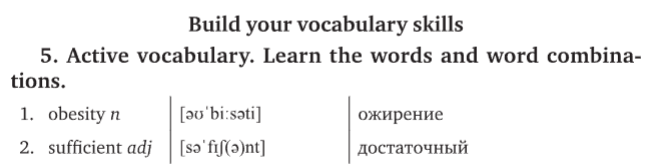 Build your vocabulary skills
5. Active vocabulary. Learn the words and word combina-
tions.
1. obesity n [əʊˈbiːsəti] ожирение
2. sufficient adj [səˈfɪʃ(ə)nt] достаточный